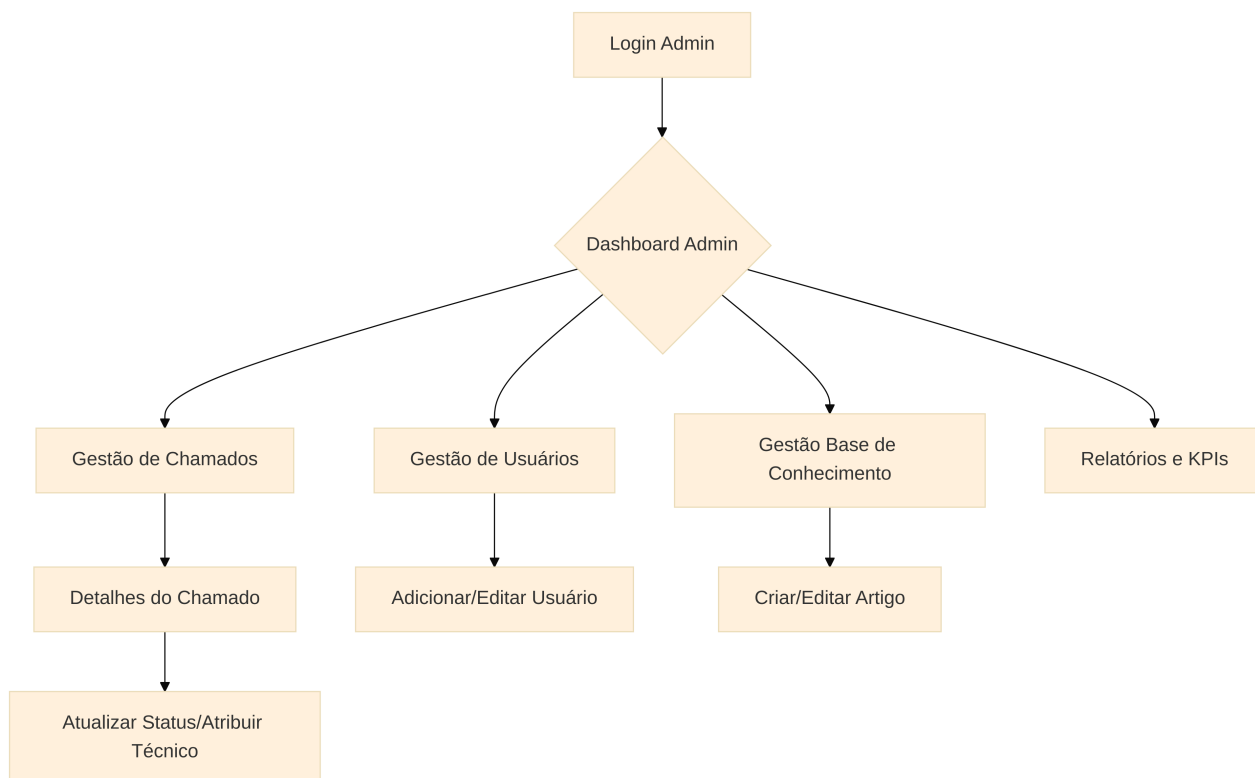 Login Admin
Dashboard Admin
Gestão de Chamados
Gestão de Usuários
Gestão Base de
Conhecimento
Relatórios e KPIs
Detalhes do Chamado
Adicionar/Editar Usuário
Criar/Editar Artigo
Atualizar Status/Atribuir
Técnico